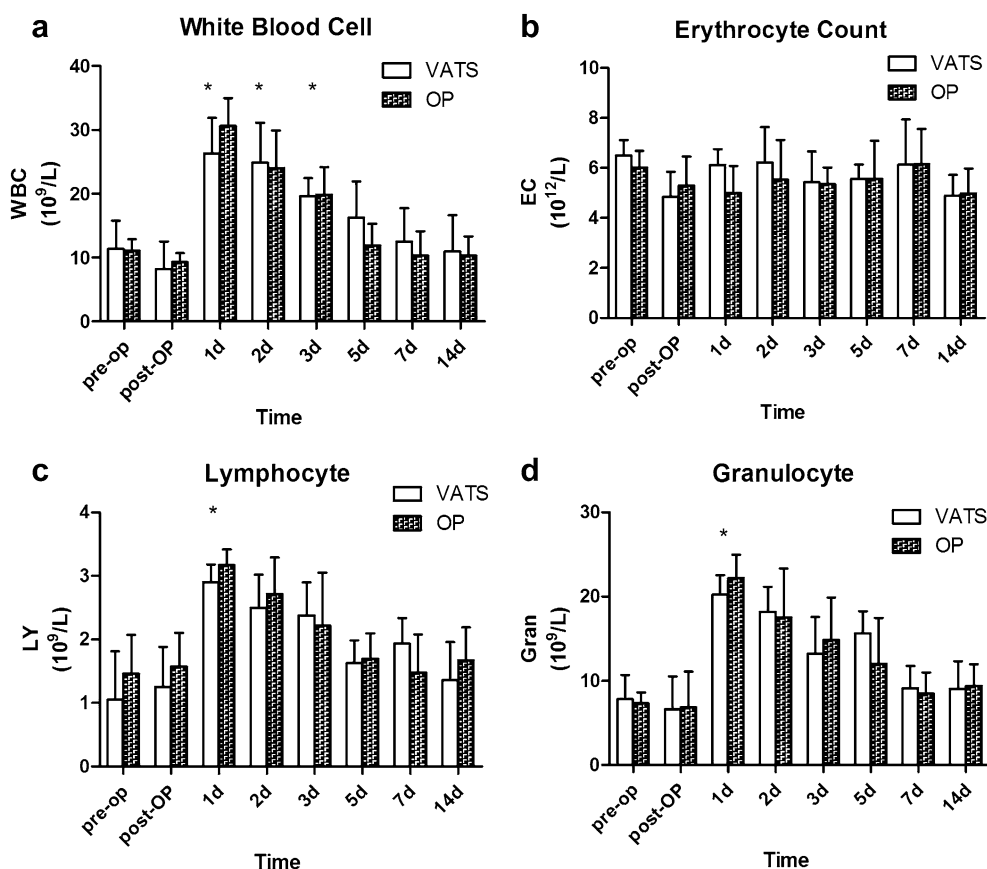 a
White Blood Cell
VATS
OP
WBC
(10⁹/L)
40
30
20
10
0
* * *
pre-op post-OP 1d 2d 3d 5d 7d 14d
Time
b
Erythrocyte Count
VATS
OP
EC
(10¹²/L)
10
8
6
4
2
0
pre-op post-OP 1d 2d 3d 5d 7d 14d
Time
c
Lymphocyte
VATS
OP
LY
(10⁹/L)
4
3
2
1
0
*
pre-op post-OP 1d 2d 3d 5d 7d 14d
Time
d
Granulocyte
VATS
OP
Gran
(10⁹/L)
30
20
10
0
*
pre-op post-OP 1d 2d 3d 5d 7d 14d
Time